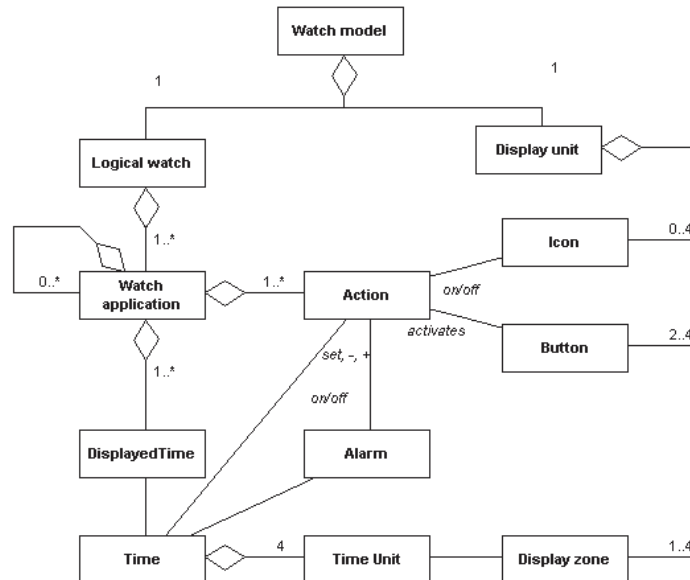 Watch model
1
1
Logical watch
Display unit
1..*
0..*
Watch
application
1..*
Action
Icon
0..4
on/off
activates
Button
2..4
set, -, +
1..*
on/off
DisplayedTime
Alarm
Time
4
Time Unit
Display zone
1..4